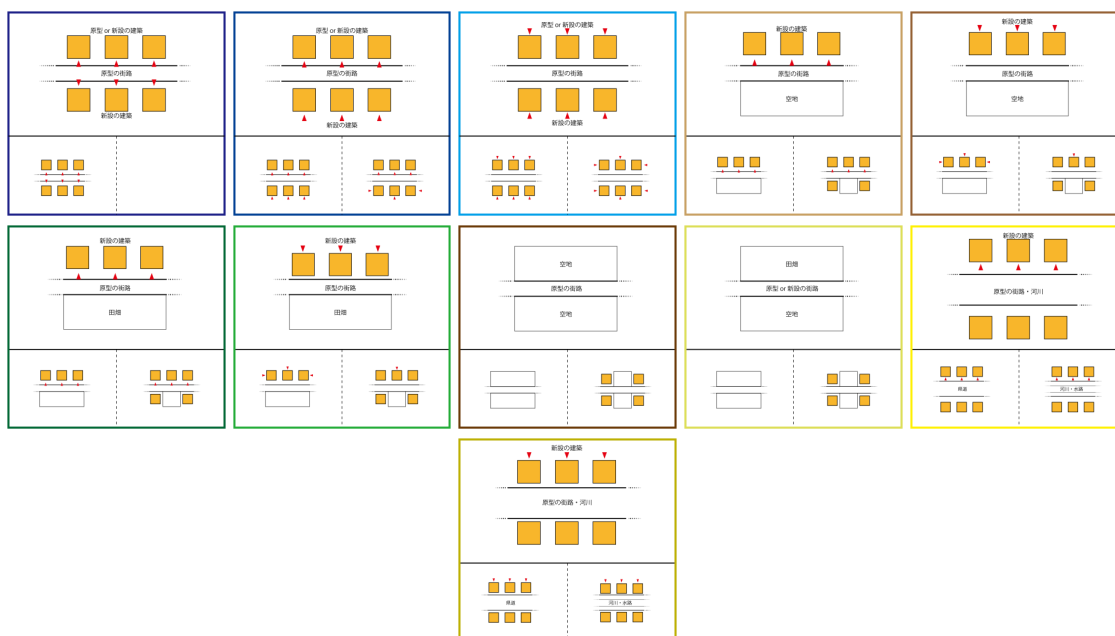 原型 or 新設の建築
原型の街路
新設の建築
原型 or 新設の建築
原型の街路
新設の建築
原型 or 新設の建築
原型の街路
新設の建築
新設の建築
原型の街路
空地
新設の建築
原型の街路
空地
新設の建築
原型の街路
田畑
新設の建築
原型の街路
田畑
空地
原型の街路
空地
田畑
原型 or 新設の街路
空地
新設の建築
原型の街路・河川
県道
河川・水路
新設の建築
原型の街路・河川
県道
河川・水路